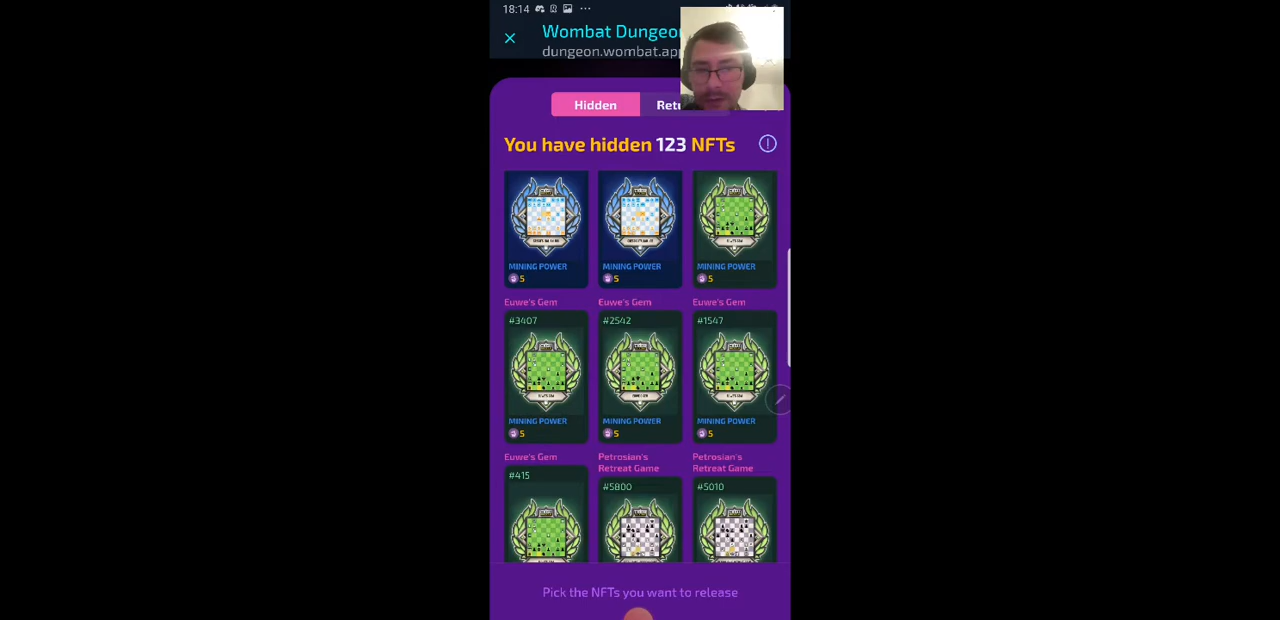 18:14 ...
Wombat Dungeo
dungeon.wombat.app
Hidden Retu
You have hidden 123 NFTs
MINING POWER MINING POWER MINING POWER
5 5 5
Euwe's Gem Euwe's Gem Euwe's Gem
#3407 #2542 #1547
MINING POWER MINING POWER MINING POWER
5 5 5
Euwe's Gem Petrosian's Petrosian's
Retreat Game Retreat Game
#415 #5800 #5010
Pick the NFTs you want to release